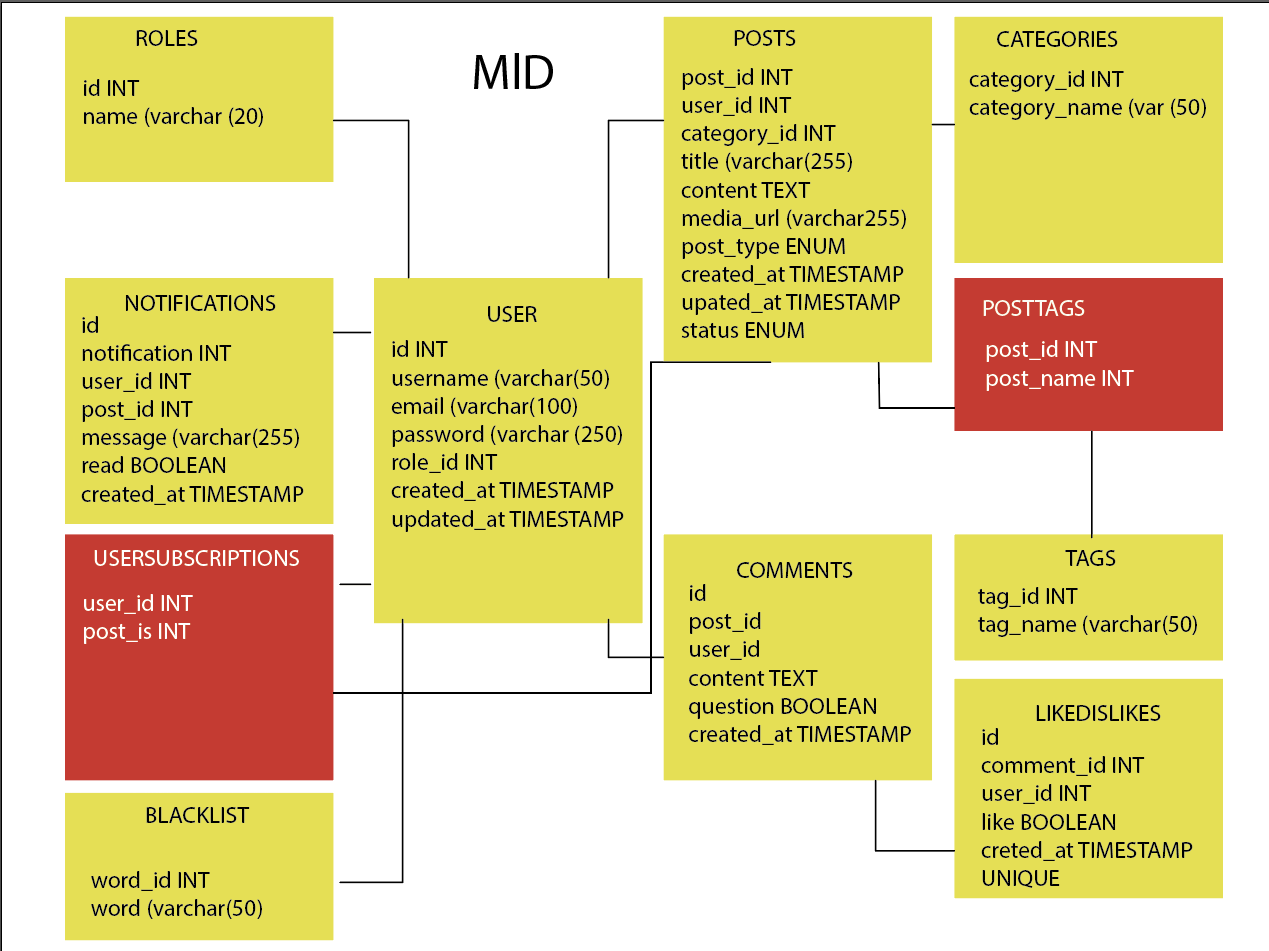 MlD
ROLES
id INT
name (varchar (20)
POSTS
post_id INT
user_id INT
category_id INT
title (varchar(255)
content TEXT
media_url (varchar255)
post_type ENUM
created_at TIMESTAMP
upated_at TIMESTAMP
status ENUM
CATEGORIES
category_id INT
category_name (var (50)
NOTIFICATIONS
id
notification INT
user_id INT
post_id INT
message (varchar(255)
read BOOLEAN
created_at TIMESTAMP
USER
id INT
username (varchar(50)
email (varchar(100)
password (varchar (250)
role_id INT
created_at TIMESTAMP
updated_at TIMESTAMP
POSTTAGS
post_id INT
post_name INT
USERSUBSCRIPTIONS
user_id INT
post_is INT
COMMENTS
id
post_id
user_id
content TEXT
question BOOLEAN
created_at TIMESTAMP
TAGS
tag_id INT
tag_name (varchar(50)
LIKEDISLIKES
id
comment_id INT
user_id INT
like BOOLEAN
creted_at TIMESTAMP
UNIQUE
BLACKLIST
word_id INT
word (varchar(50)